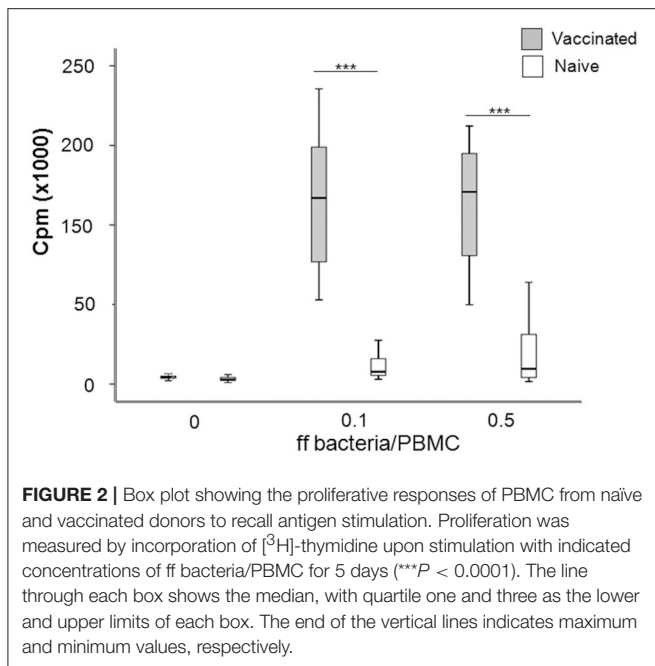 Vaccinated
Naive
***
***
Cpm (x1000)
250
200
150
50
0
0
0.1
0.5
ff bacteria/PBMC
FIGURE 2 | Box plot showing the proliferative responses of PBMC from naïve
and vaccinated donors to recall antigen stimulation. Proliferation was
measured by incorporation of [³H]-thymidine upon stimulation with indicated
concentrations of ff bacteria/PBMC for 5 days (***P < 0.0001). The line
through each box shows the median, with quartile one and three as the lower
and upper limits of each box. The end of the vertical lines indicates maximum
and minimum values, respectively.